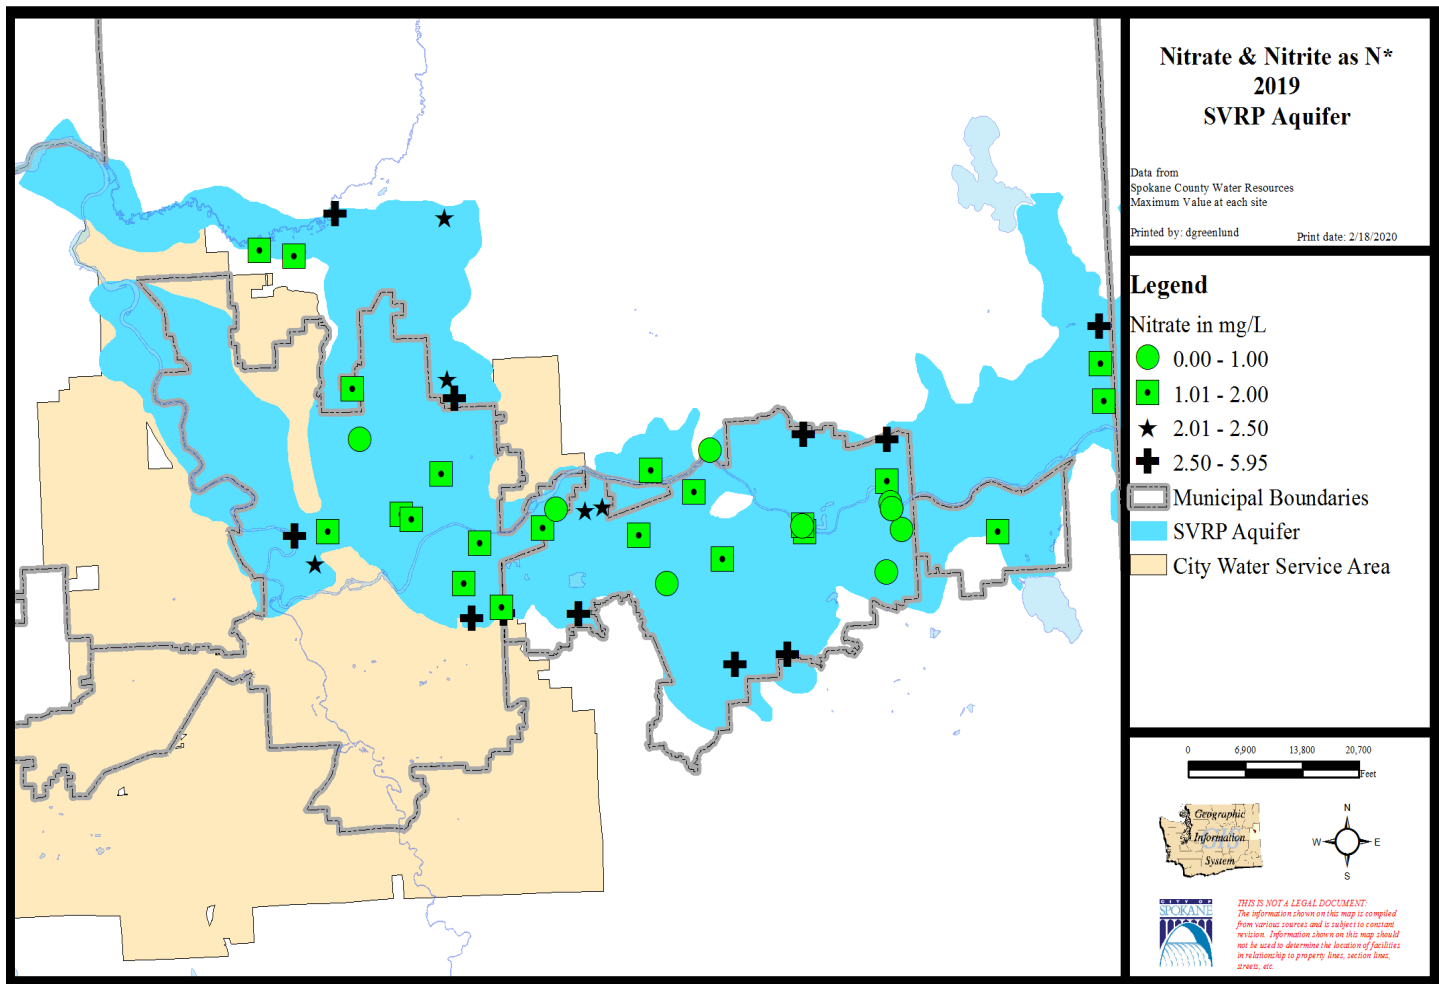 Nitrate & Nitrite as N*
2019
SVRP Aquifer
Data from
Spokane County Water Resources
Maximum Value at each site
Printed by: dgreenlund
Print date: 2/18/2020
Legend
Nitrate in mg/L
0.00 - 1.00
1.01 - 2.00
2.01 - 2.50
2.50 - 5.95
Municipal Boundaries
SVRP Aquifer
City Water Service Area
0 6,900 13,800 20,700
Feet
Geographic
Information
System
GIS
N
W E
S
CITY OF
SPOKANE
THIS IS NOT A LEGAL DOCUMENT:
The information shown on this map is compiled
from various sources and is subject to constant
revision. Information shown on this map should
not be used to determine the location of facilities
in relationship to property lines, section lines,
streets, etc.